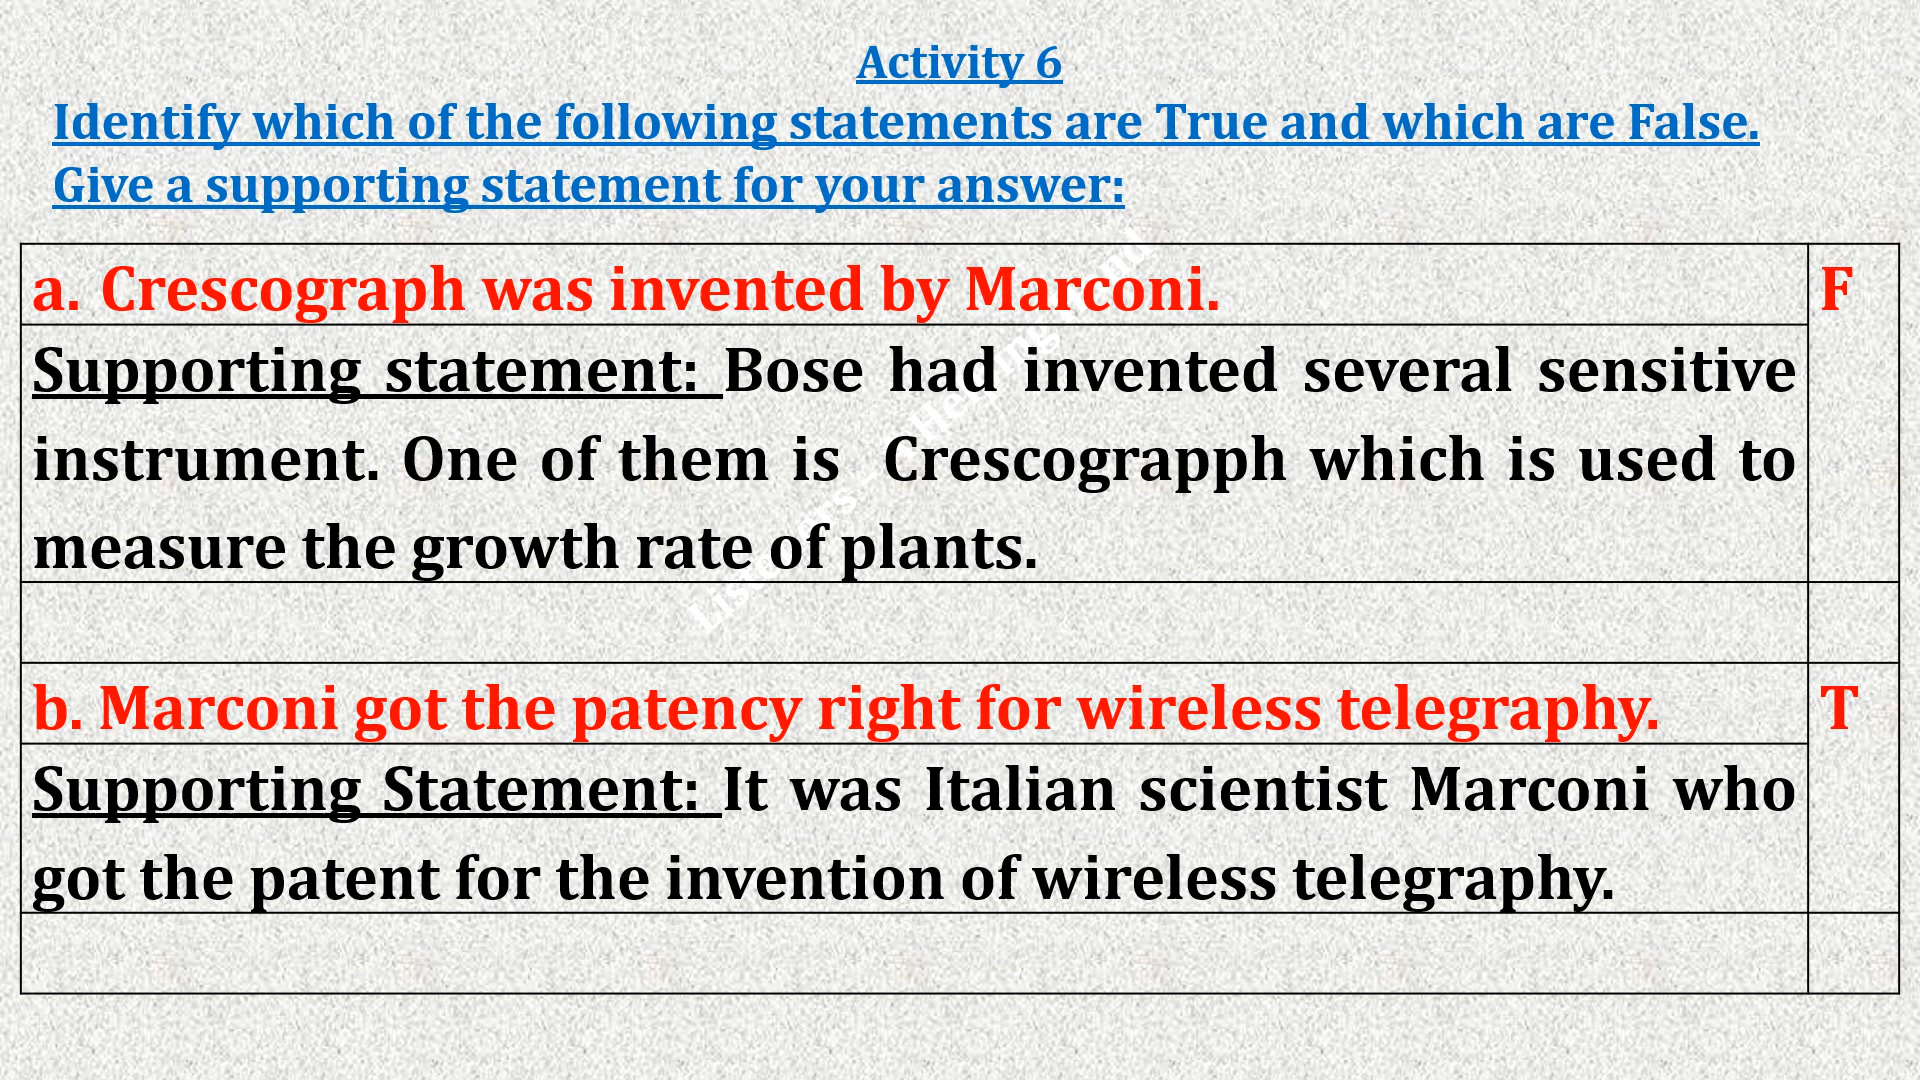 Activity 6
Identify which of the following statements are True and which are False.
Give a supporting statement for your answer:
a. Crescograph was invented by Marconi.
F
Supporting statement: Bose had invented several sensitive
instrument. One of them is Crescograpph which is used to
measure the growth rate of plants.
b. Marconi got the patency right for wireless telegraphy.
T
Supporting Statement: It was Italian scientist Marconi who
got the patent for the invention of wireless telegraphy.